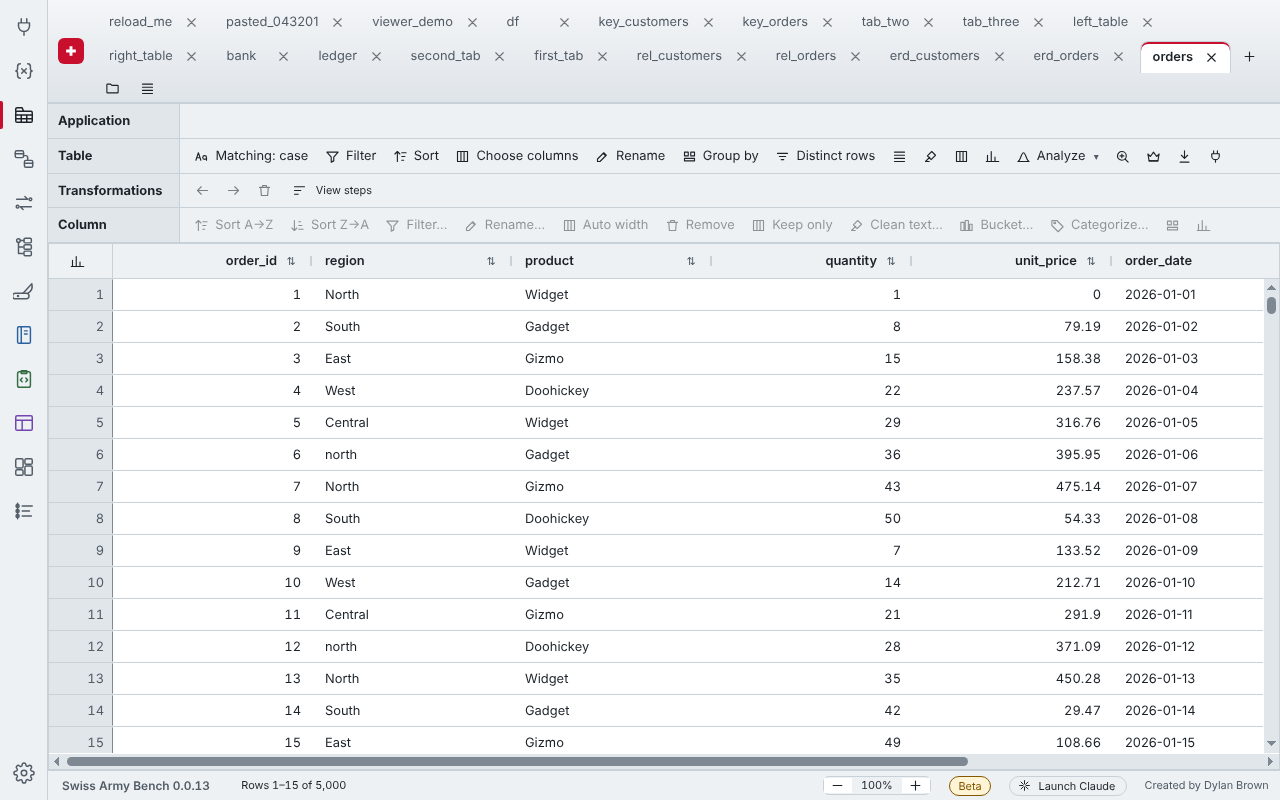 reload_me pasted_043201 viewer_demo df key_customers key_orders tab_two tab_three left_table
right_table bank ledger second_tab first_tab rel_customers rel_orders erd_customers erd_orders orders
Application
Table Matching: case Filter Sort Choose columns Rename Group by Distinct rows Analyze
Transformations View steps
Column Sort A→Z Sort Z→A Filter... Rename... Auto width Remove Keep only Clean text... Bucket... Categorize...
order_id region product quantity unit_price order_date
1 1 North Widget 1 0 2026-01-01
2 2 South Gadget 8 79.19 2026-01-02
3 3 East Gizmo 15 158.38 2026-01-03
4 4 West Doohickey 22 237.57 2026-01-04
5 5 Central Widget 29 316.76 2026-01-05
6 6 north Gadget 36 395.95 2026-01-06
7 7 North Gizmo 43 475.14 2026-01-07
8 8 South Doohickey 50 54.33 2026-01-08
9 9 East Widget 7 133.52 2026-01-09
10 10 West Gadget 14 212.71 2026-01-10
11 11 Central Gizmo 21 291.9 2026-01-11
12 12 north Doohickey 28 371.09 2026-01-12
13 13 North Widget 35 450.28 2026-01-13
14 14 South Gadget 42 29.47 2026-01-14
15 15 East Gizmo 49 108.66 2026-01-15
Swiss Army Bench 0.0.13 Rows 1–15 of 5,000 100% Beta Launch Claude Created by Dylan Brown